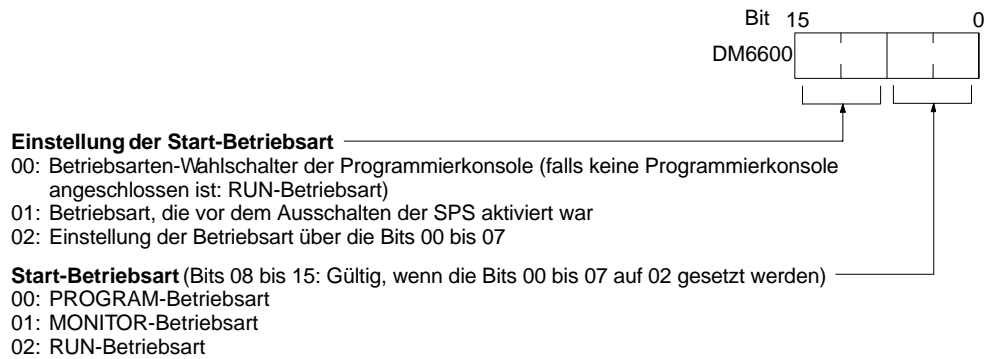 Bit 15 0
DM6600
Einstellung der Start-Betriebsart
00: Betriebsarten-Wahlschalter der Programmierkonsole (falls keine Programmierkonsole
angeschlossen ist: RUN-Betriebsart)
01: Betriebsart, die vor dem Ausschalten der SPS aktiviert war
02: Einstellung der Betriebsart über die Bits 00 bis 07
Start-Betriebsart (Bits 08 bis 15: Gültig, wenn die Bits 00 bis 07 auf 02 gesetzt werden)
00: PROGRAM-Betriebsart
01: MONITOR-Betriebsart
02: RUN-Betriebsart